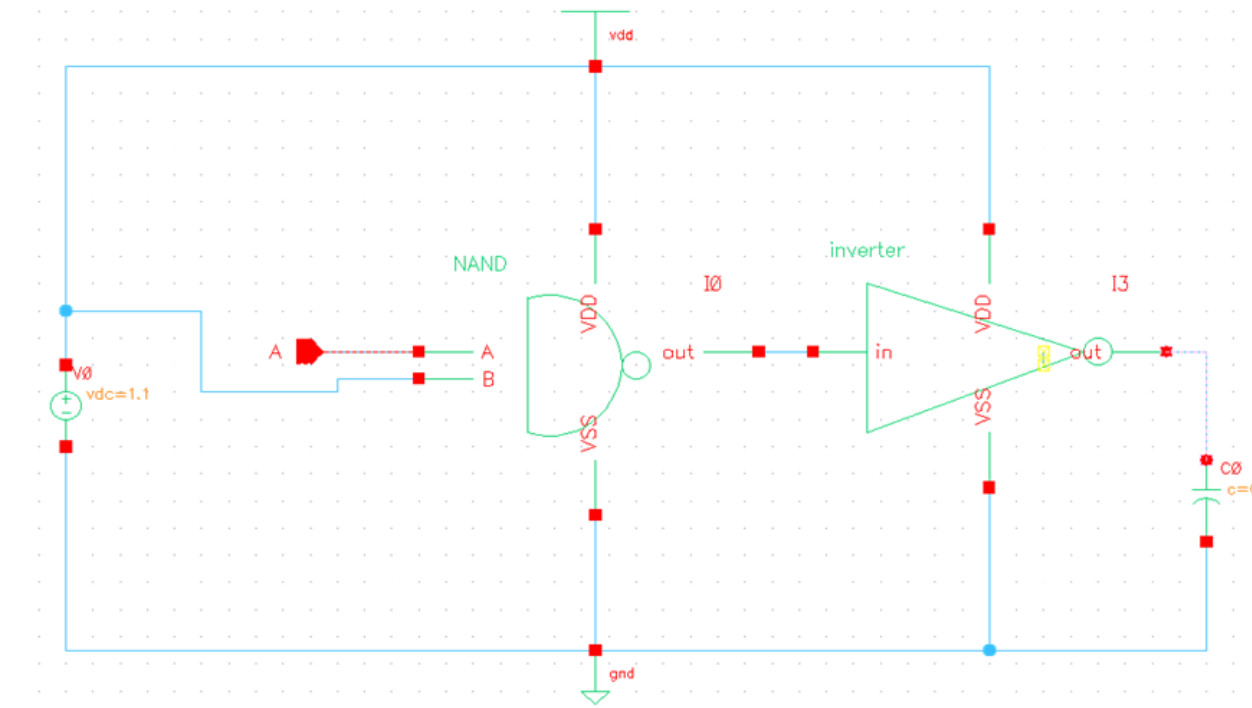 vdd
NAND
inverter
I0
I3
VDD
VDD
A
A
out
in
out
B
V0
vdc=1.1
VSS
VSS
C0
gnd